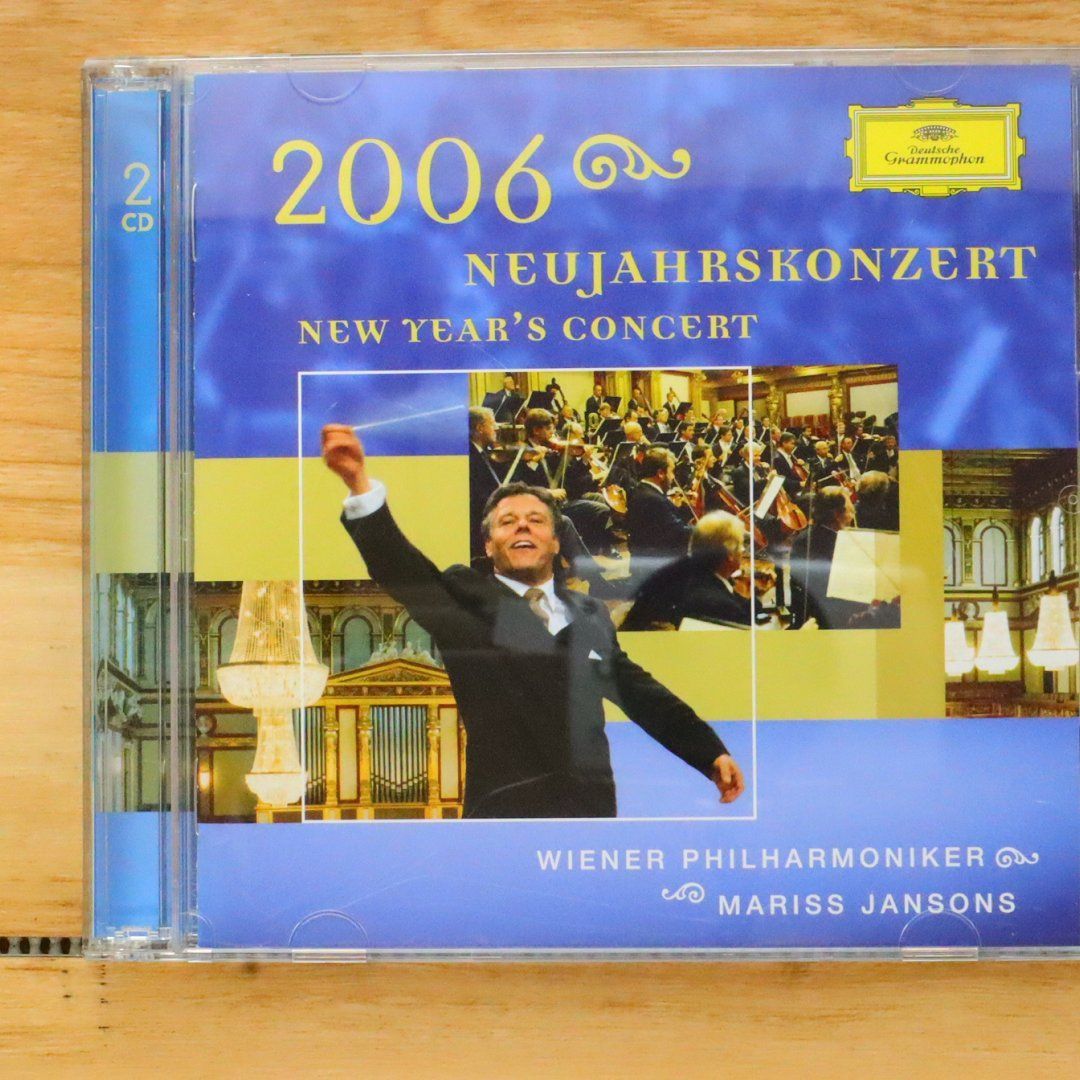 2006
Deutsche
Grammophon
NEUJAHRSKONZERT
NEW YEAR'S CONCERT
2
CD
WIENER PHILHARMONIKER
MARISS JANSONS